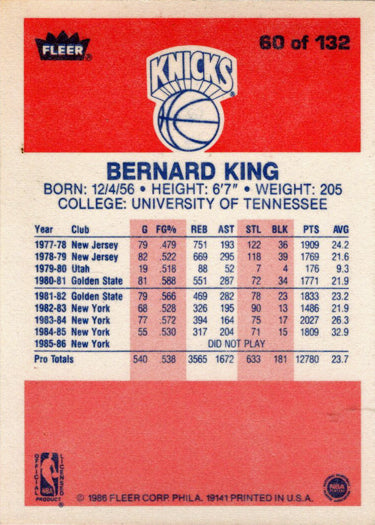 FLEER
60 of 132
KNICKS
BERNARD KING
BORN: 12/4/56 • HEIGHT: 6'7" • WEIGHT: 205
COLLEGE: UNIVERSITY OF TENNESSEE
Year Club G FG% REB AST STL BLK PTS AVG
1977-78 New Jersey 79 .479 751 193 122 36 1909 24.2
1978-79 New Jersey 82 .522 669 295 118 39 1769 21.6
1979-80 Utah 19 .518 88 52 7 4 176 9.3
1980-81 Golden State 81 .588 551 287 72 34 1771 21.9
1981-82 Golden State 79 .566 469 282 78 23 1833 23.2
1982-83 New York 68 .528 326 195 90 13 1486 21.9
1983-84 New York 77 .572 394 164 75 17 2027 26.3
1984-85 New York 55 .530 317 204 71 15 1809 32.9
1985-86 New York DID NOT PLAY
Pro Totals 540 .538 3565 1672 633 181 12780 23.7
OFFICIAL LICENSED
NBA
PRODUCT
© 1986 FLEER CORP. PHILA. 19141 PRINTED IN U.S.A.
NBA